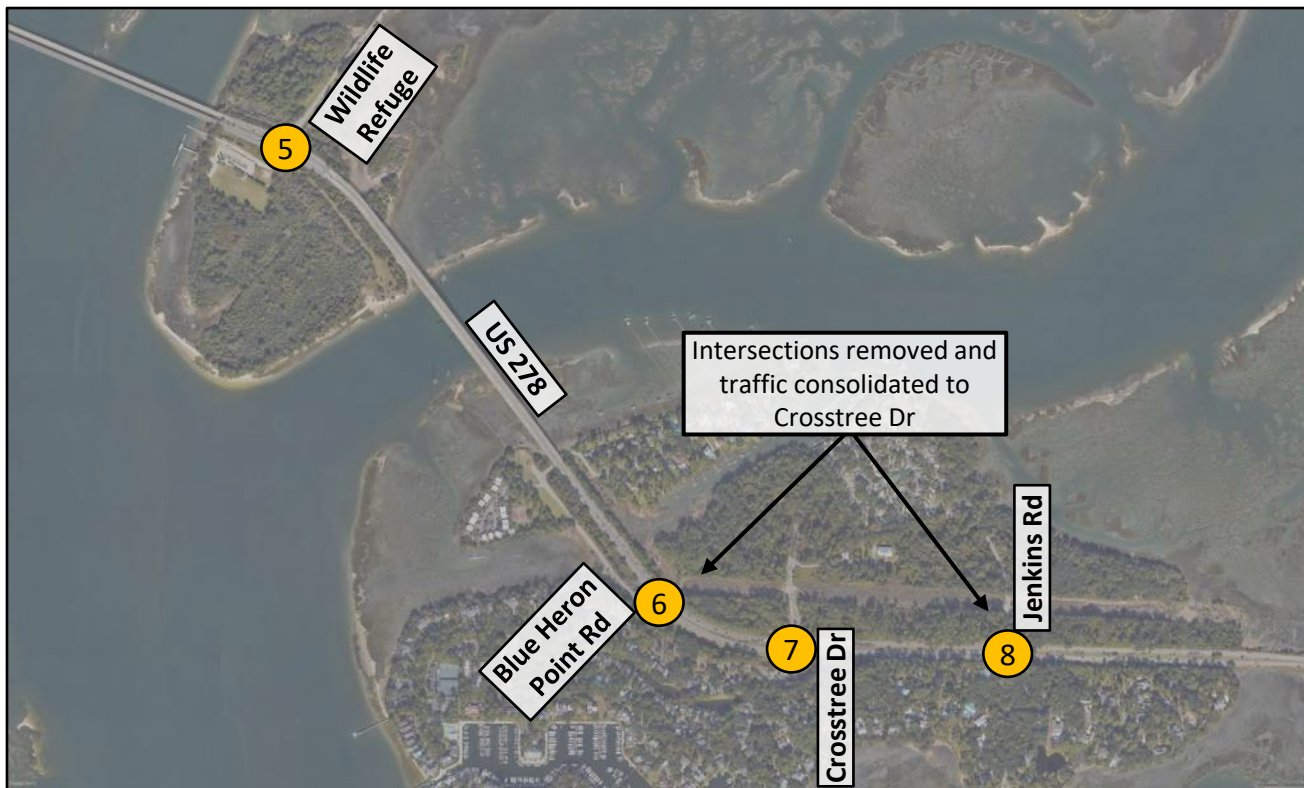 Wildlife
Refuge
5
US 278
Intersections removed and
traffic consolidated to
Crosstree Dr
Jenkins Rd
Blue Heron
Point Rd
6
7
Crosstree Dr
8